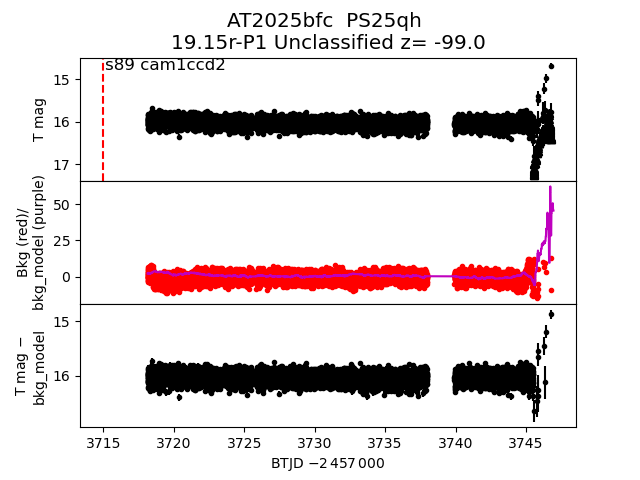 AT2025bfc  PS25qh
19.15r-P1 Unclassified z= -99.0
s89 cam1ccd2
15
16
17
T mag
50
25
0
Bkg (red)/
bkg_model (purple)
15
16
T mag −
bkg_model
3715 3720 3725 3730 3735 3740 3745
BTJD −2 457 000